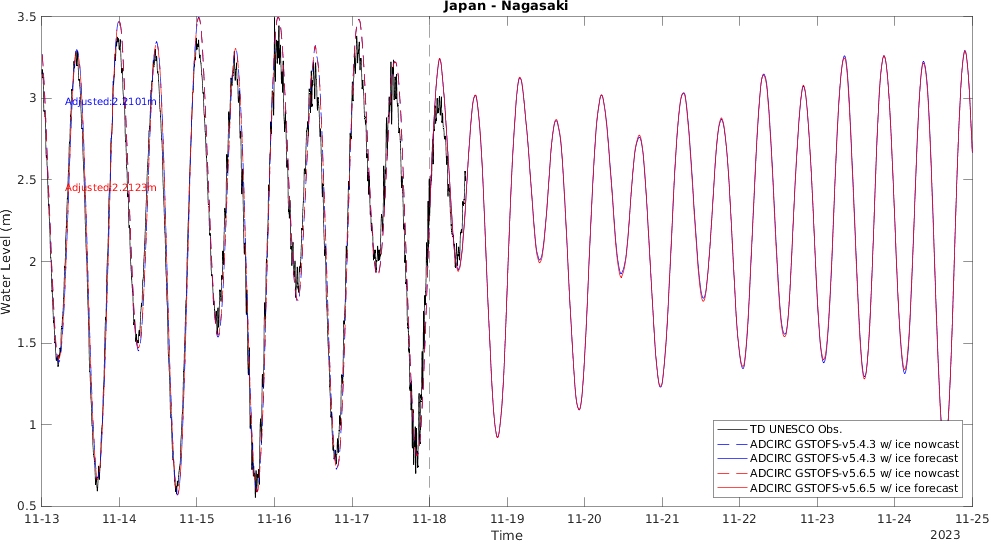 Japan - Nagasaki
3.5
3
2.5
2
1.5
1
0.5
Water Level (m)
Adjusted:2.2101m
Adjusted:2.2123m
TD UNESCO Obs.
ADCIRC GSTOFS-v5.4.3 w/ ice nowcast
ADCIRC GSTOFS-v5.4.3 w/ ice forecast
ADCIRC GSTOFS-v5.6.5 w/ ice nowcast
ADCIRC GSTOFS-v5.6.5 w/ ice forecast
11-13 11-14 11-15 11-16 11-17 11-18 11-19 11-20 11-21 11-22 11-23 11-24 11-25
Time
2023